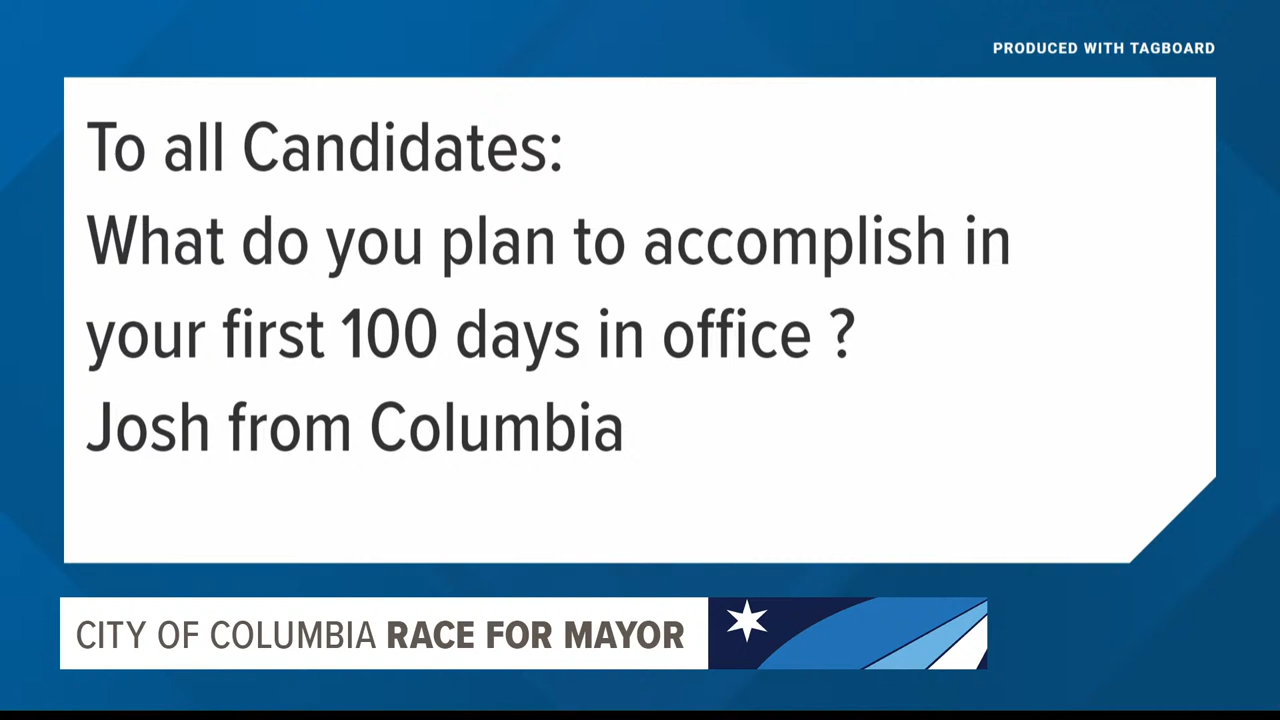 PRODUCED WITH TAGBOARD
To all Candidates:
What do you plan to accomplish in
your first 100 days in office ?
Josh from Columbia
CITY OF COLUMBIA RACE FOR MAYOR